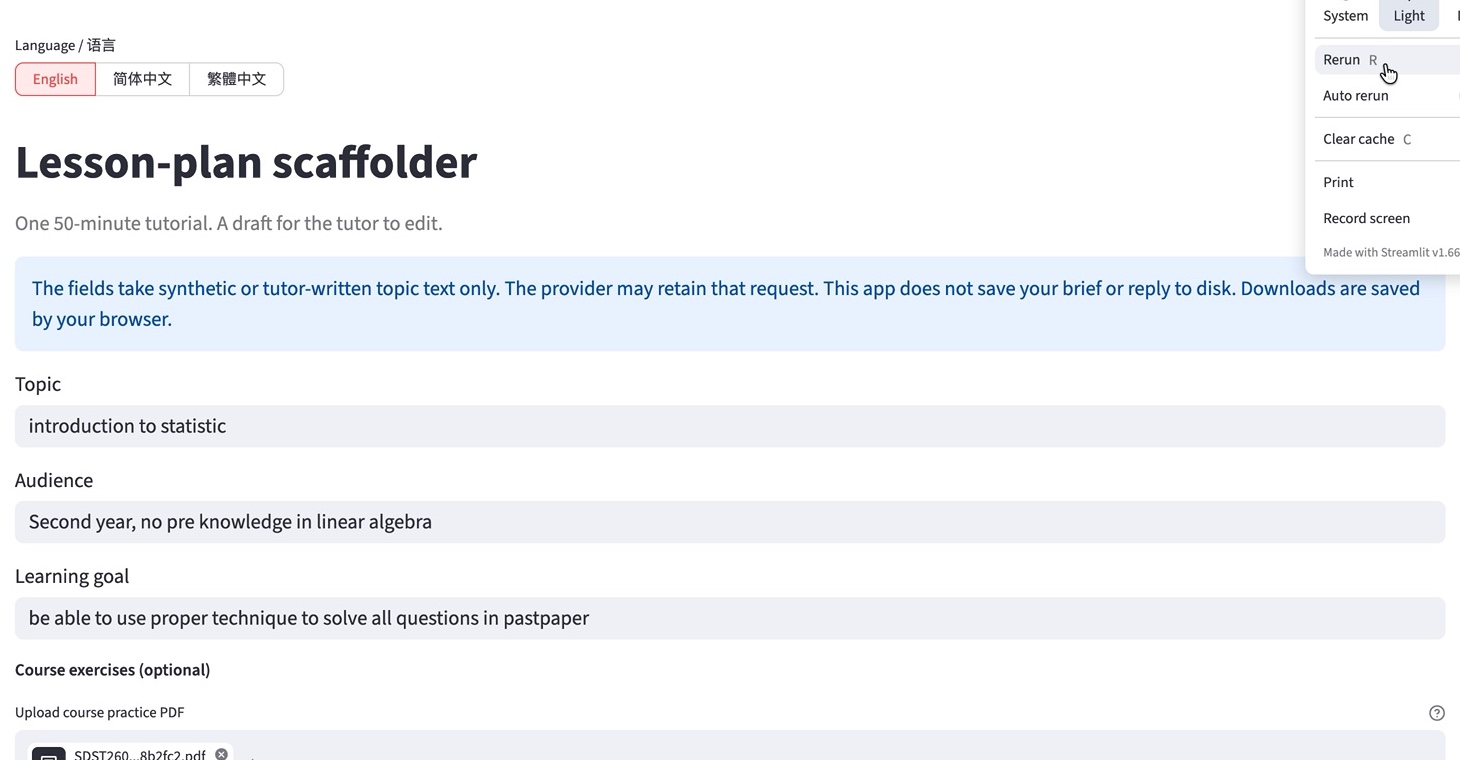 System Light
Language / 语言
English 简体中文 繁體中文
Rerun R
Auto rerun
Clear cache C
Print
Record screen
Made with Streamlit v1.66
Lesson-plan scaffolder
One 50-minute tutorial. A draft for the tutor to edit.
The fields take synthetic or tutor-written topic text only. The provider may retain that request. This app does not save your brief or reply to disk. Downloads are saved
by your browser.
Topic
introduction to statistic
Audience
Second year, no pre knowledge in linear algebra
Learning goal
be able to use proper technique to solve all questions in pastpaper
Course exercises (optional)
Upload course practice PDF
SDST260...8b2fc2.pdf